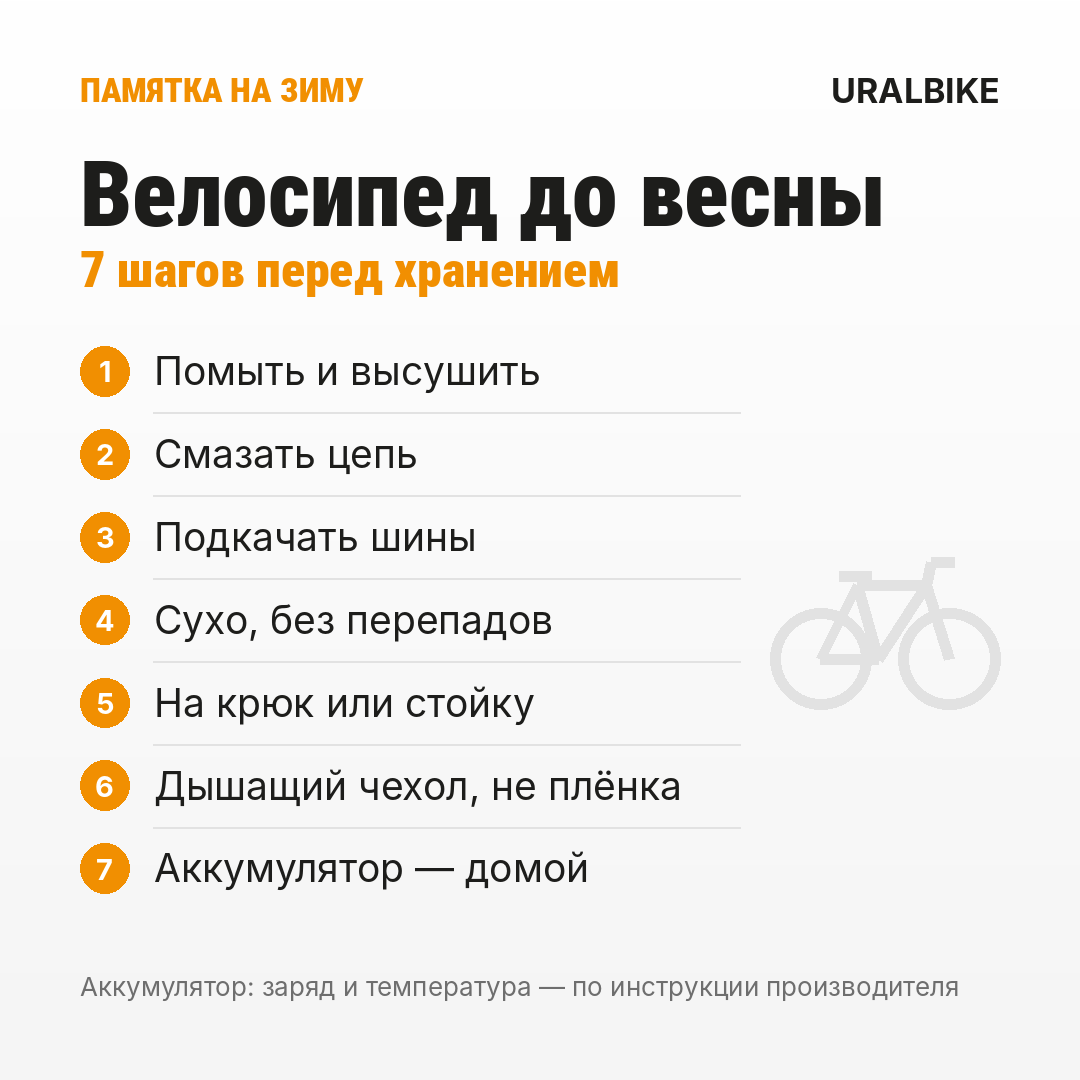 ПАМЯТКА НА ЗИМУ
URALBIKE
Велосипед до весны
7 шагов перед хранением
1 Помыть и высушить
2 Смазать цепь
3 Подкачать шины
4 Сухо, без перепадов
5 На крюк или стойку
6 Дышащий чехол, не плёнка
7 Аккумулятор — домой
Аккумулятор: заряд и температура — по инструкции производителя